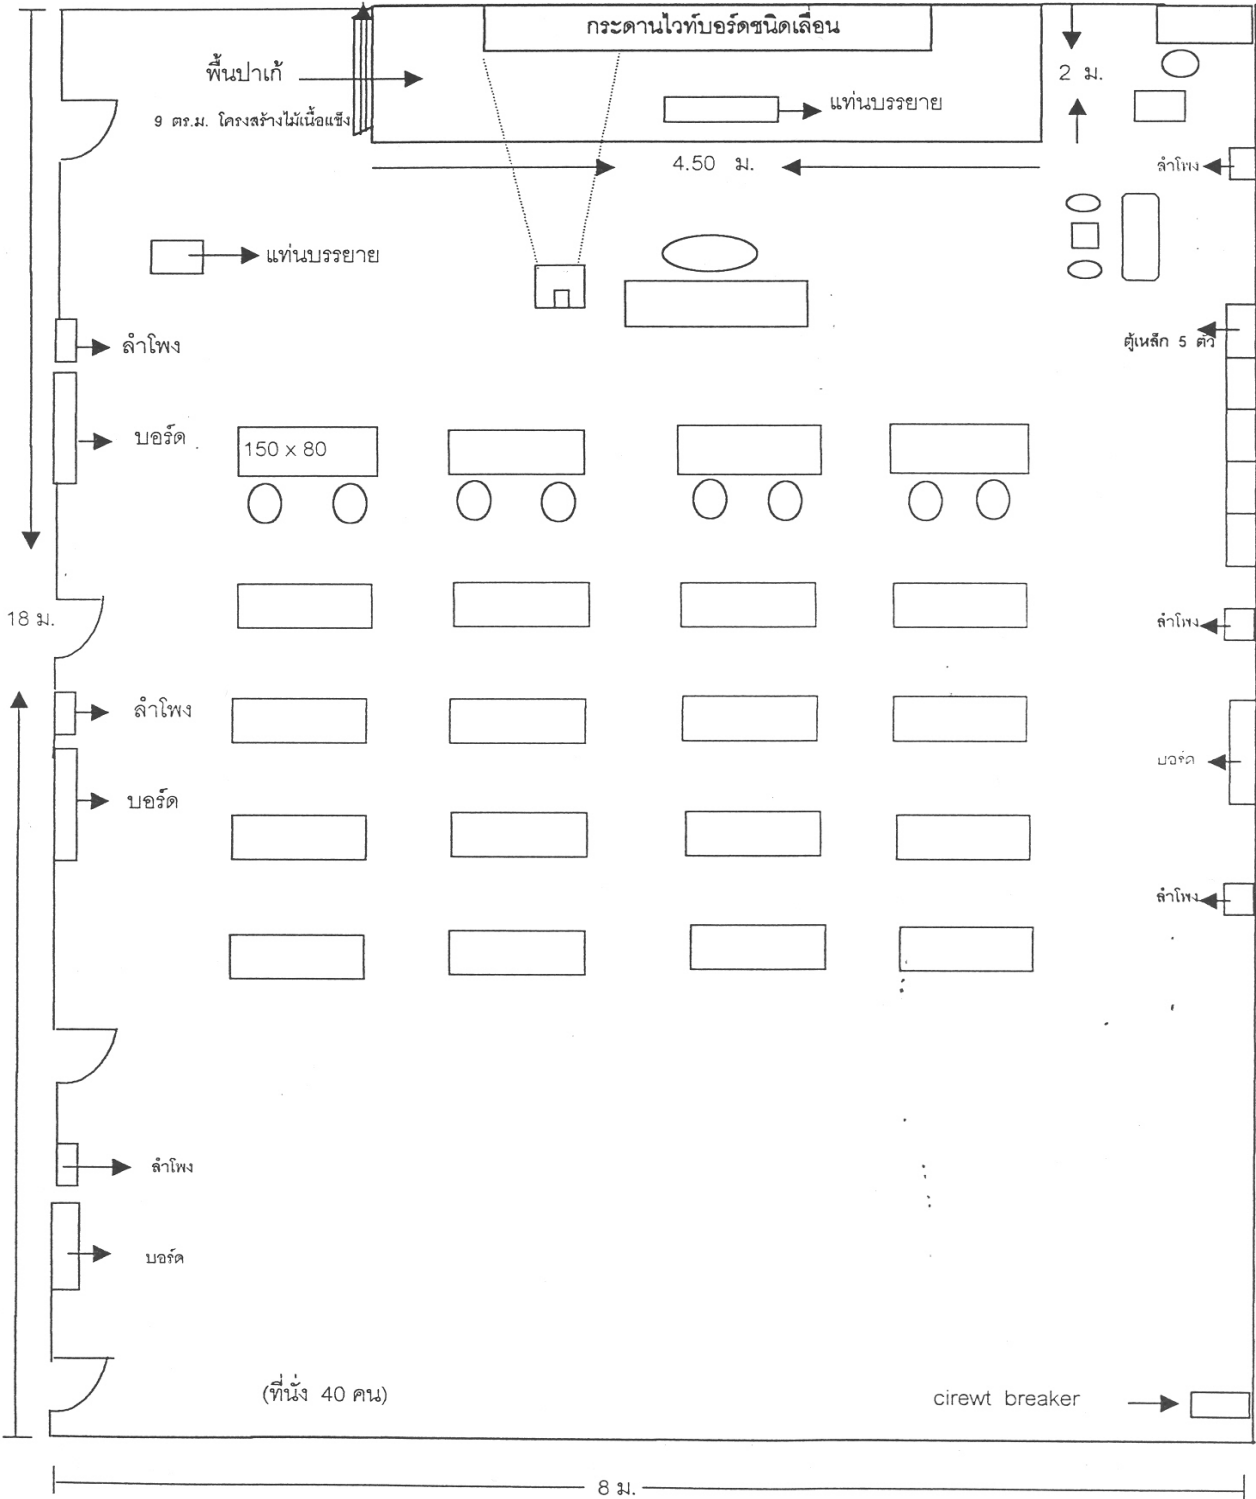 กระดานไวท์บอร์ดชนิดเลื่อน
พื้นปาเก้
2 ม.
แท่นบรรยาย
9 ตร.ม. โครงสร้างไม้เนื้อแข็ง
4.50 ม.
ลำโพง
แท่นบรรยาย
ลำโพง
ตู้เหล็ก 5 ตัว
บอร์ด
150 x 80
18 ม.
ลำโพง
ลำโพง
บอร์ด
บอร์ด
ลำโพง
ลำโพง
บอร์ด
(ที่นั่ง 40 คน)
cirewt breaker
8 ม.